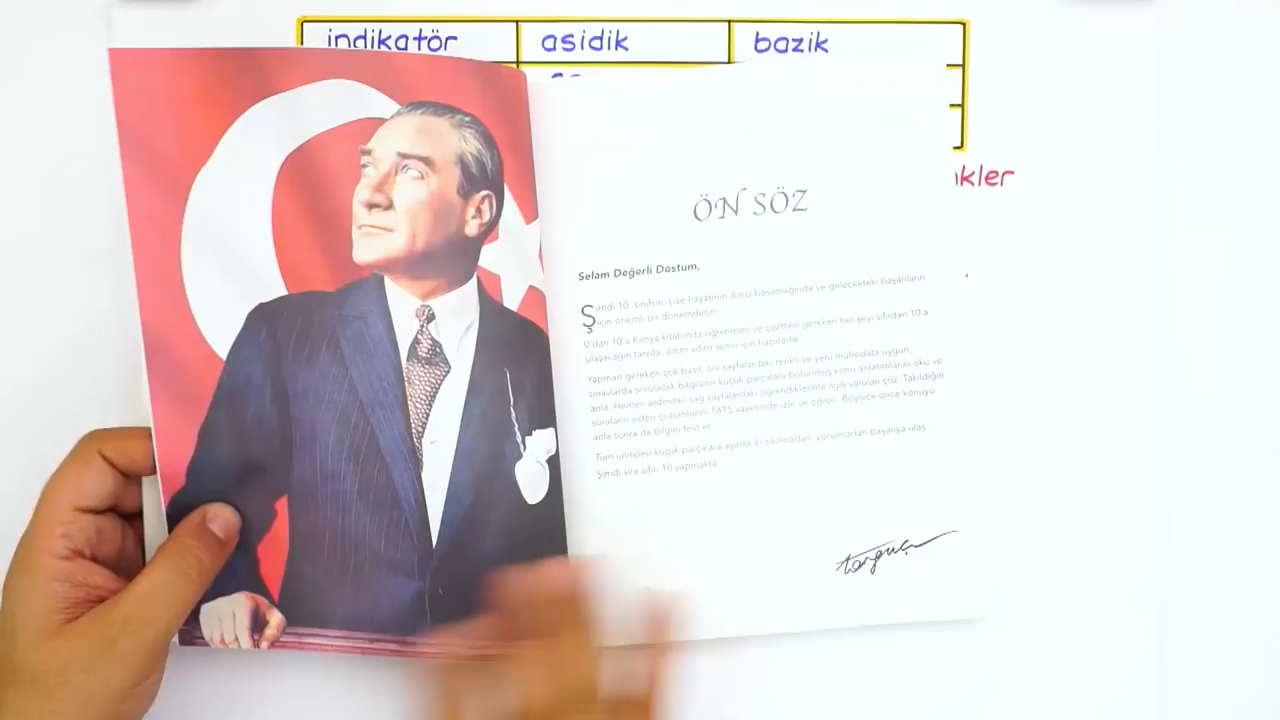 indikatör asidik bazik
kler
ÖN SÖZ
Selam Değerli Dostum,
Şimdi 10. sınıfsın. Lise hayatının ikinci basamağında ve gelecekteki başarıların
için önemli bir dönemdesin.
0'dan 10'a Kimya kitabında öğrenmen ve çözmen gereken her şeyi sıfırdan 10 a
ulaşacağın tarzda, adım adım senin için hazırladık.
Yapman gereken çok basit, sol sayfalardaki renkli ve yeni müfredata uygun,
sınavlarda sorulacak bilgilerin küçük parçalara bölünmüş konu anlatımlarını oku ve
anla. Hemen ardından sağ sayfalardaki öğrendiklerinle ilgili soruları çöz. Takıldığın
soruların video çözümlerini TATS sayesinde izle ve öğren. Böylece önce konuyu
anla sonra da bilgini test et.
Tüm üniteleri küçük parçalara ayırdık ki sıkılmadan, yorulmadan başarıya ulaş.
Şimdi sıra sıfırı 10 yapmakta.